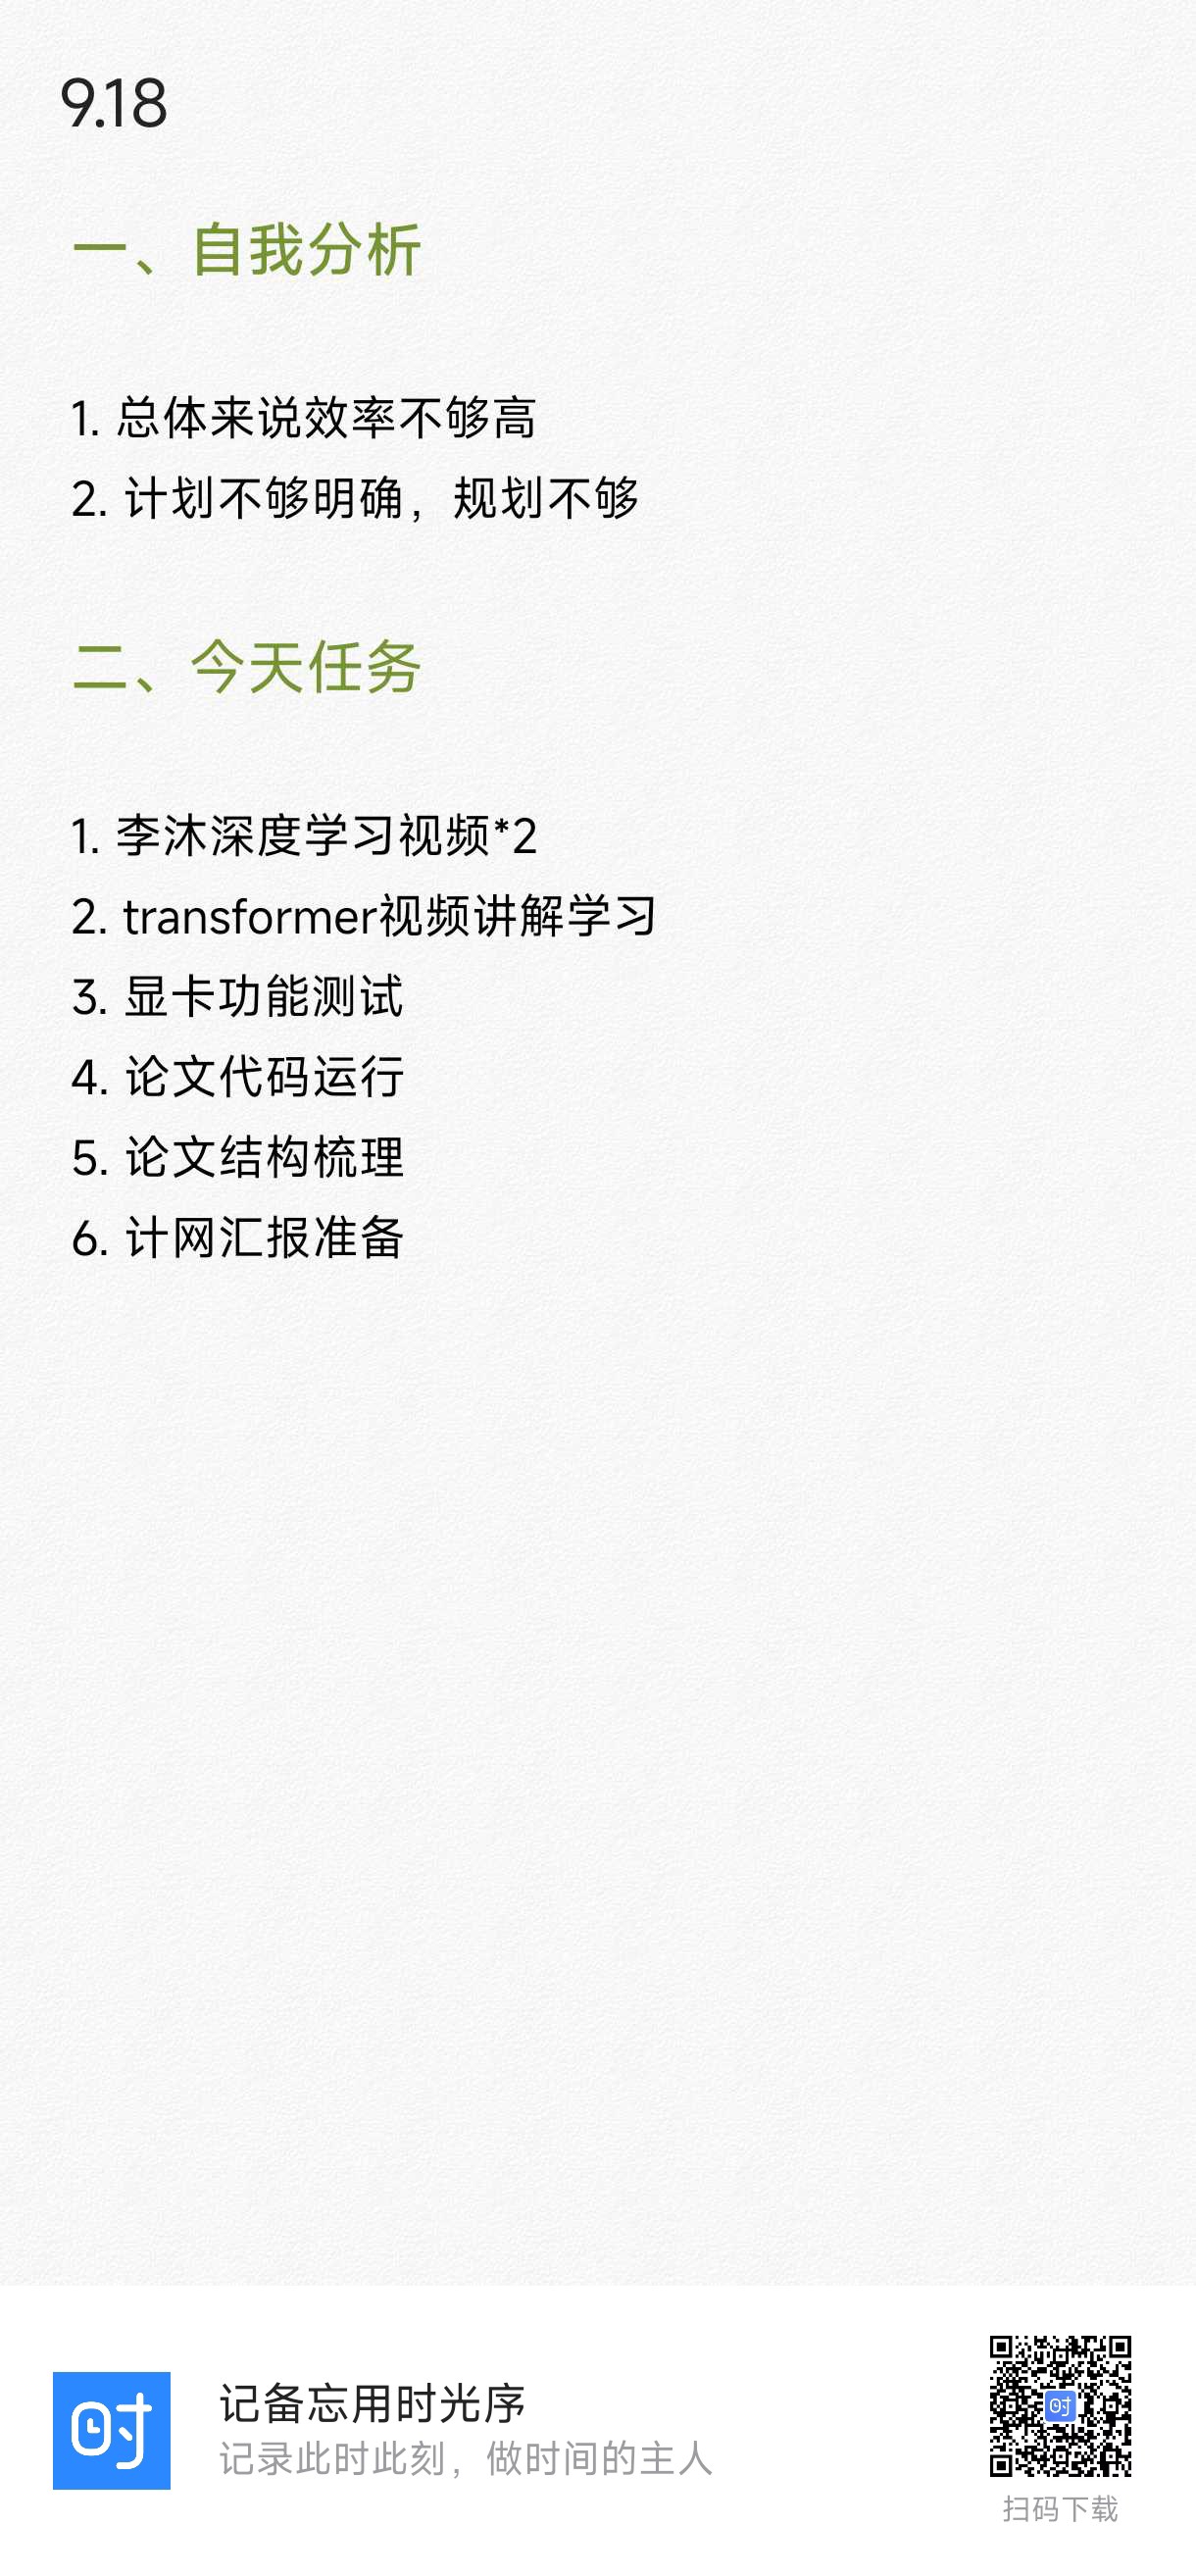 9.18
一、自我分析
1. 总体来说效率不够高
2. 计划不够明确，规划不够
二、今天任务
1. 李沐深度学习视频*2
2. transformer视频讲解学习
3. 显卡功能测试
4. 论文代码运行
5. 论文结构梳理
6. 计网汇报准备
时
记备忘用时光序
记录此时此刻，做时间的主人
时
扫码下载